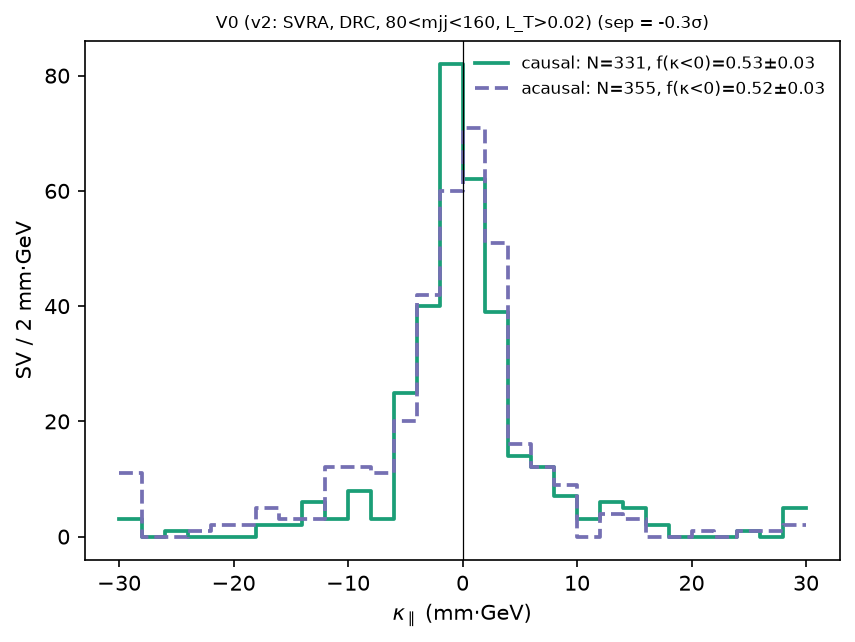 V0 (v2: SVRA, DRC, 80<mjj<160, L_T>0.02) (sep = -0.3σ)
causal: N=331, f(κ<0)=0.53±0.03
acausal: N=355, f(κ<0)=0.52±0.03
SV / 2 mm·GeV
80
60
40
20
0
−30 −20 −10 0 10 20 30
κ∥ (mm·GeV)